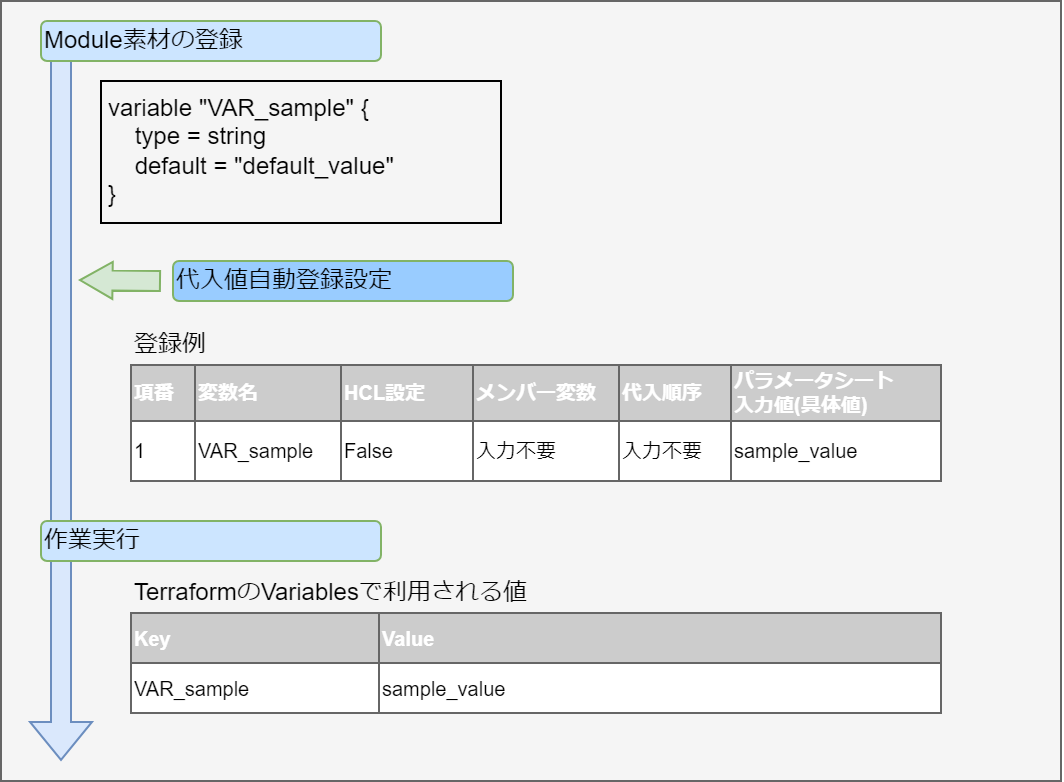 Module素材の登録
variable "VAR_sample" {
type = string
default = "default_value"
}
代入値自動登録設定
登録例
項番 変数名 HCL設定 メンバー変数 代入順序 パラメータシート
入力値(具体値)
1 VAR_sample False 入力不要 入力不要 sample_value
作業実行
TerraformのVariablesで利用される値
Key Value
VAR_sample sample_value